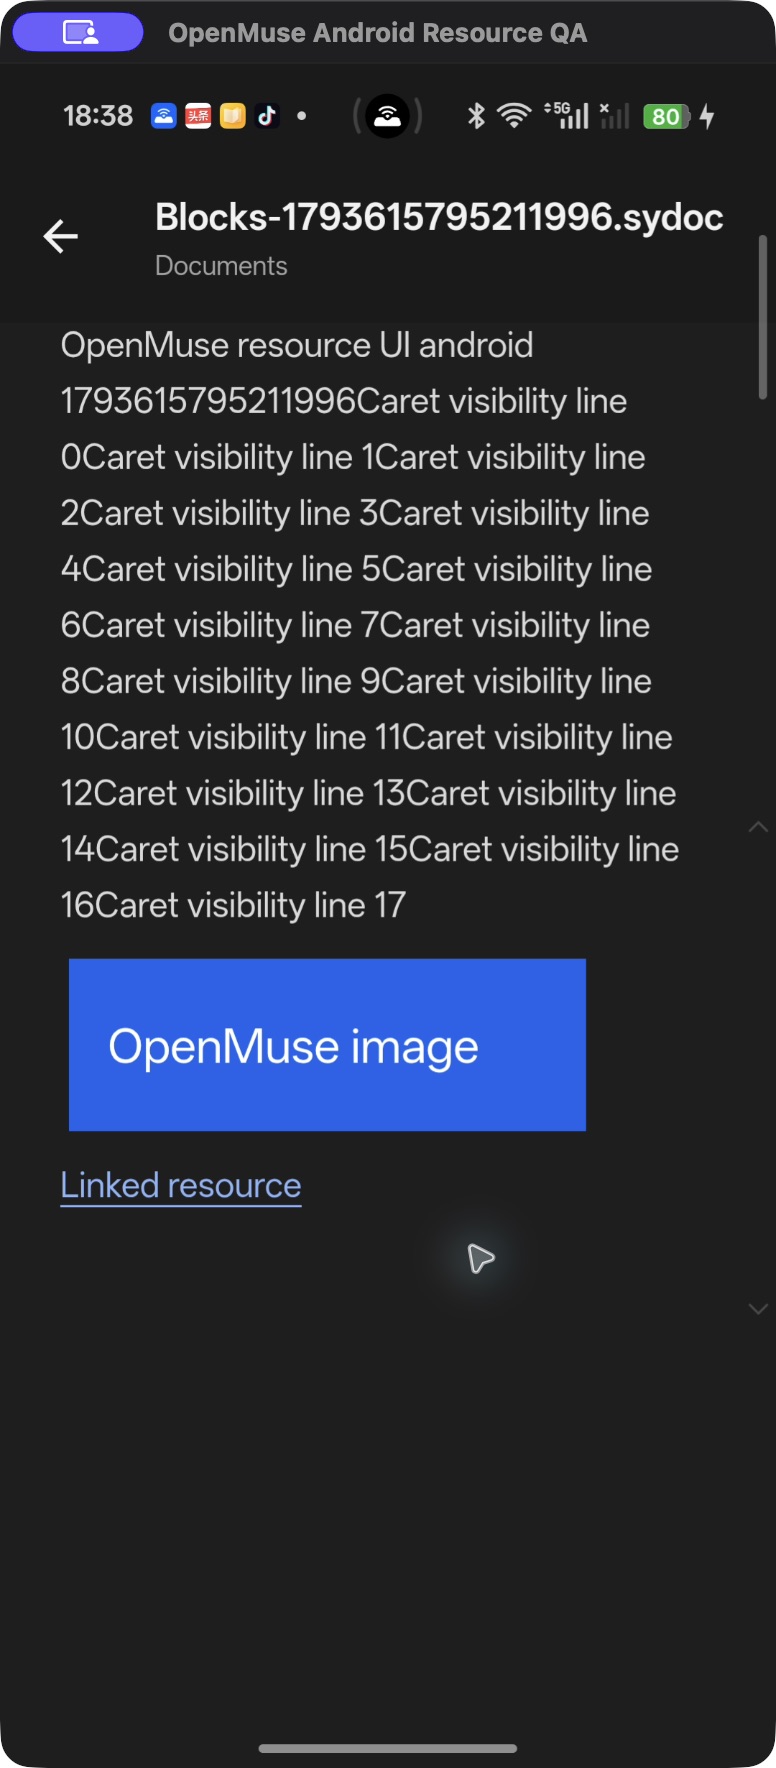 OpenMuse Android Resource QA
18:38
头条
5G
80
Blocks-1793615795211996.sydoc
Documents
OpenMuse resource UI android
1793615795211996Caret visibility line
0Caret visibility line 1Caret visibility line
2Caret visibility line 3Caret visibility line
4Caret visibility line 5Caret visibility line
6Caret visibility line 7Caret visibility line
8Caret visibility line 9Caret visibility line
10Caret visibility line 11Caret visibility line
12Caret visibility line 13Caret visibility line
14Caret visibility line 15Caret visibility line
16Caret visibility line 17
OpenMuse image
Linked resource